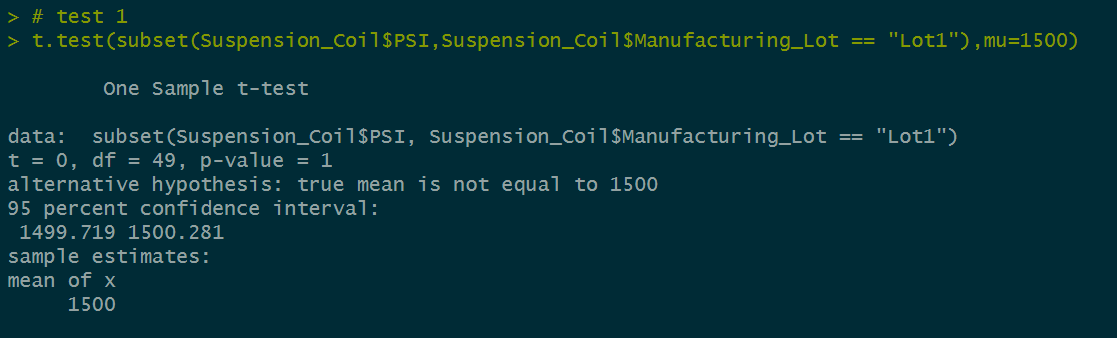 > # test 1
> t.test(subset(Suspension_Coil$PSI,Suspension_Coil$Manufacturing_Lot == "Lot1"),mu=1500)
One Sample t-test
data:  subset(Suspension_Coil$PSI, Suspension_Coil$Manufacturing_Lot == "Lot1")
t = 0, df = 49, p-value = 1
alternative hypothesis: true mean is not equal to 1500
95 percent confidence interval:
1499.719 1500.281
sample estimates:
mean of x
1500